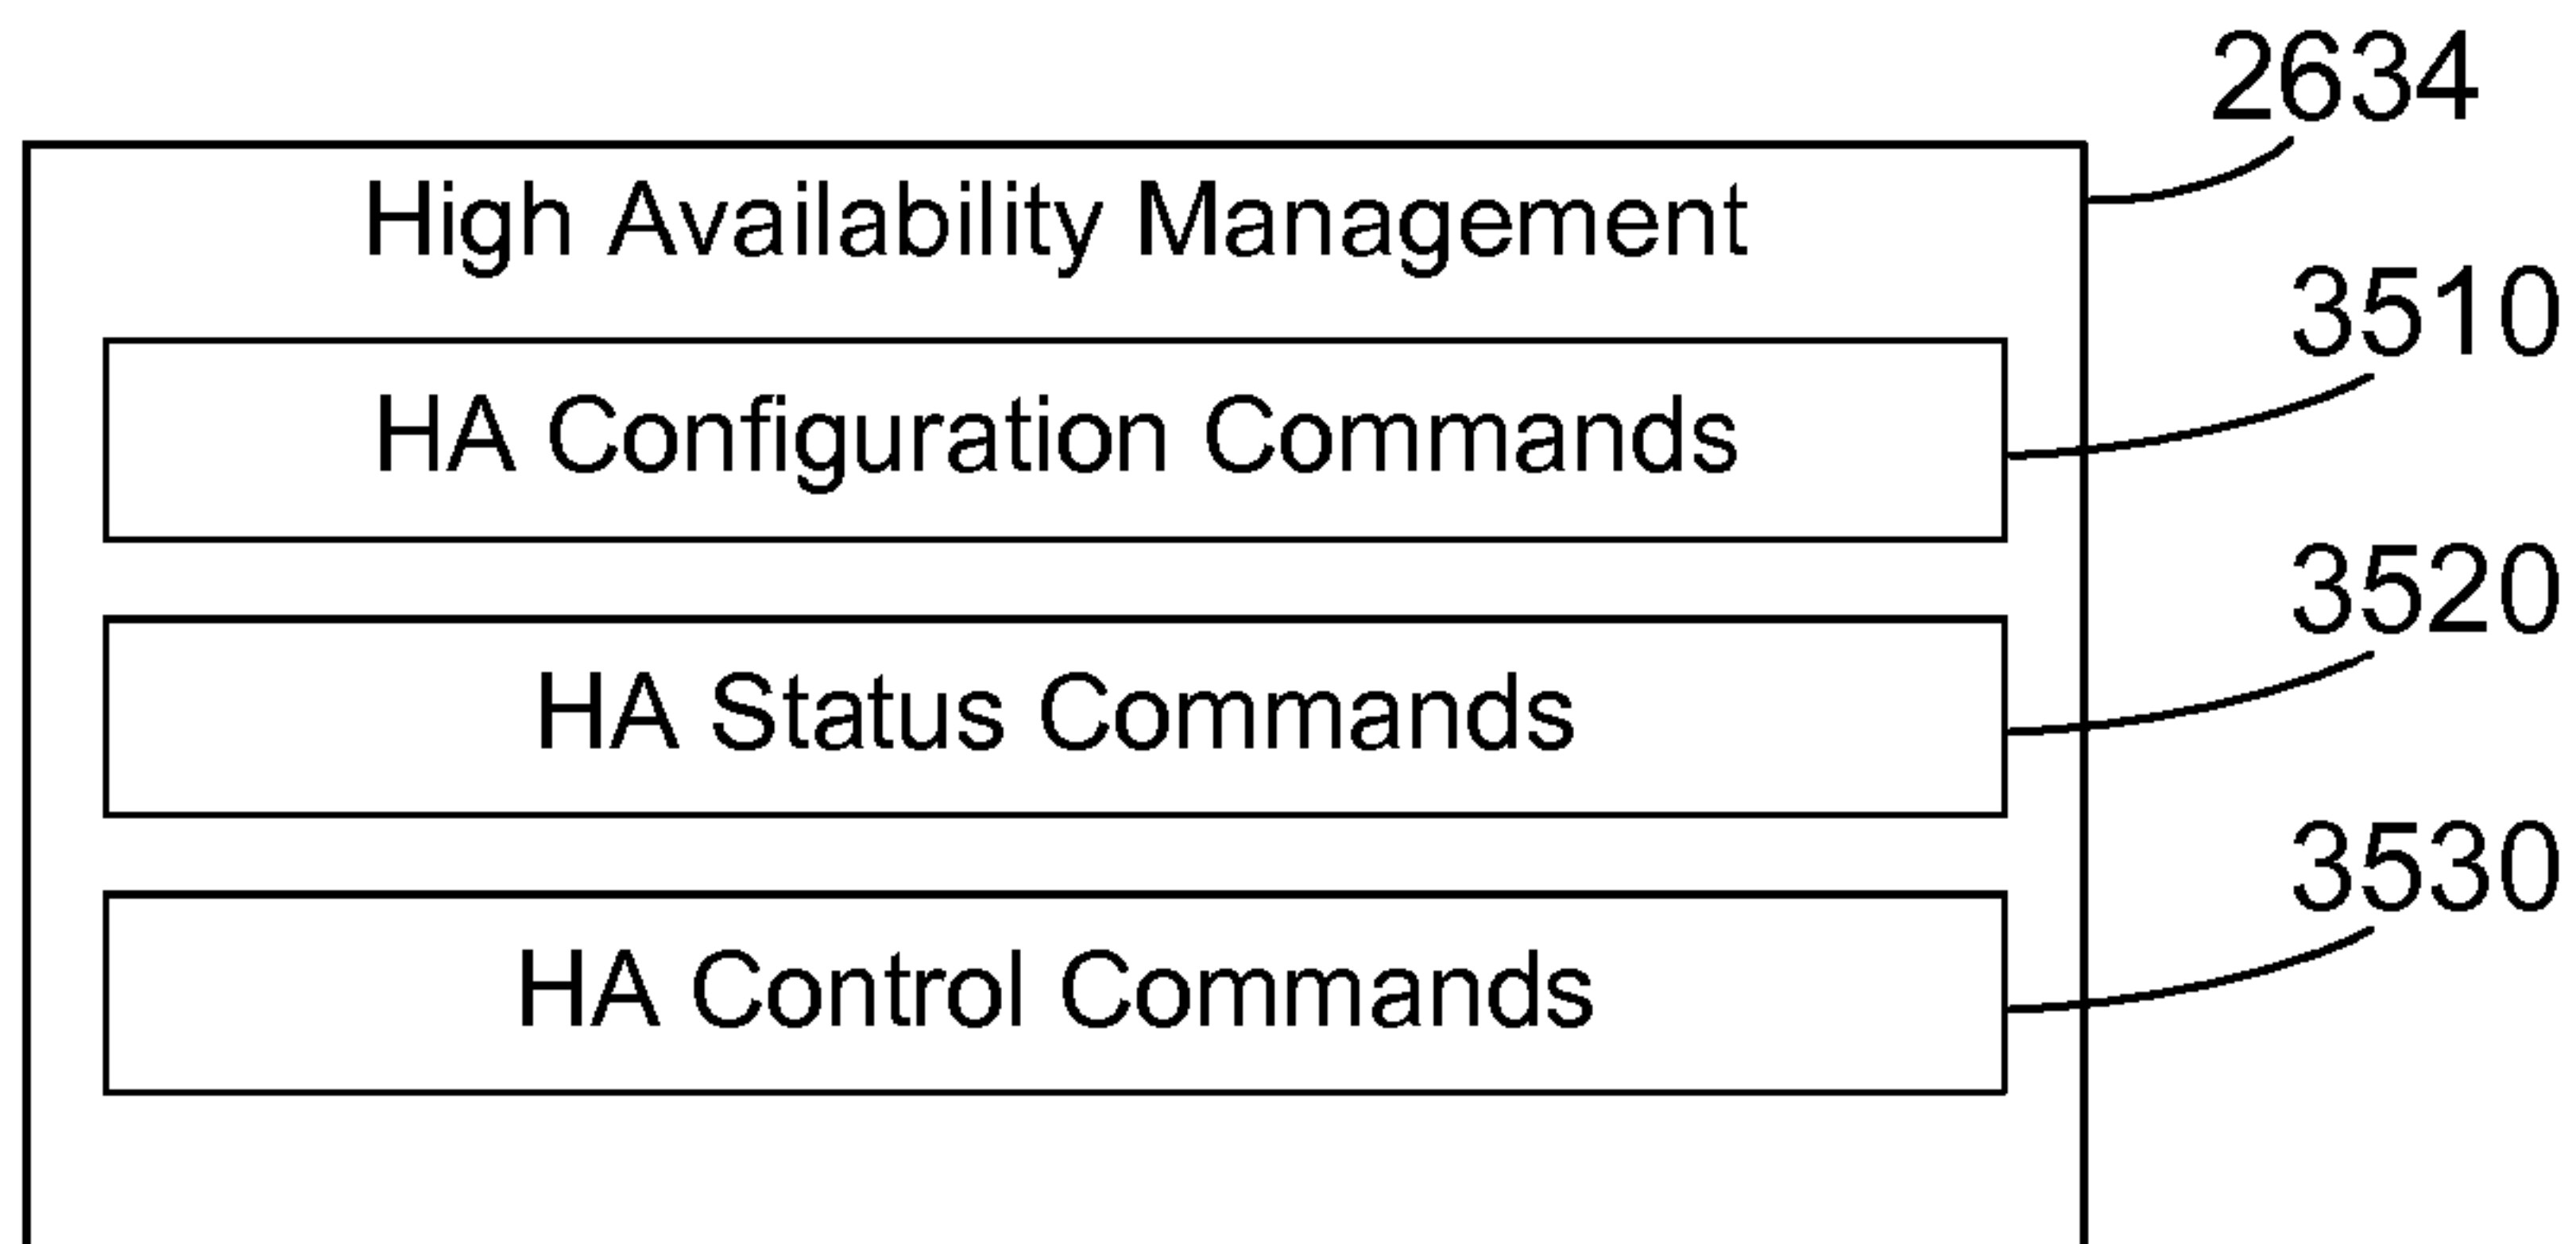 2634
High Availability Management
3510
HA Configuration Commands
3520
HA Status Commands
3530
HA Control Commands